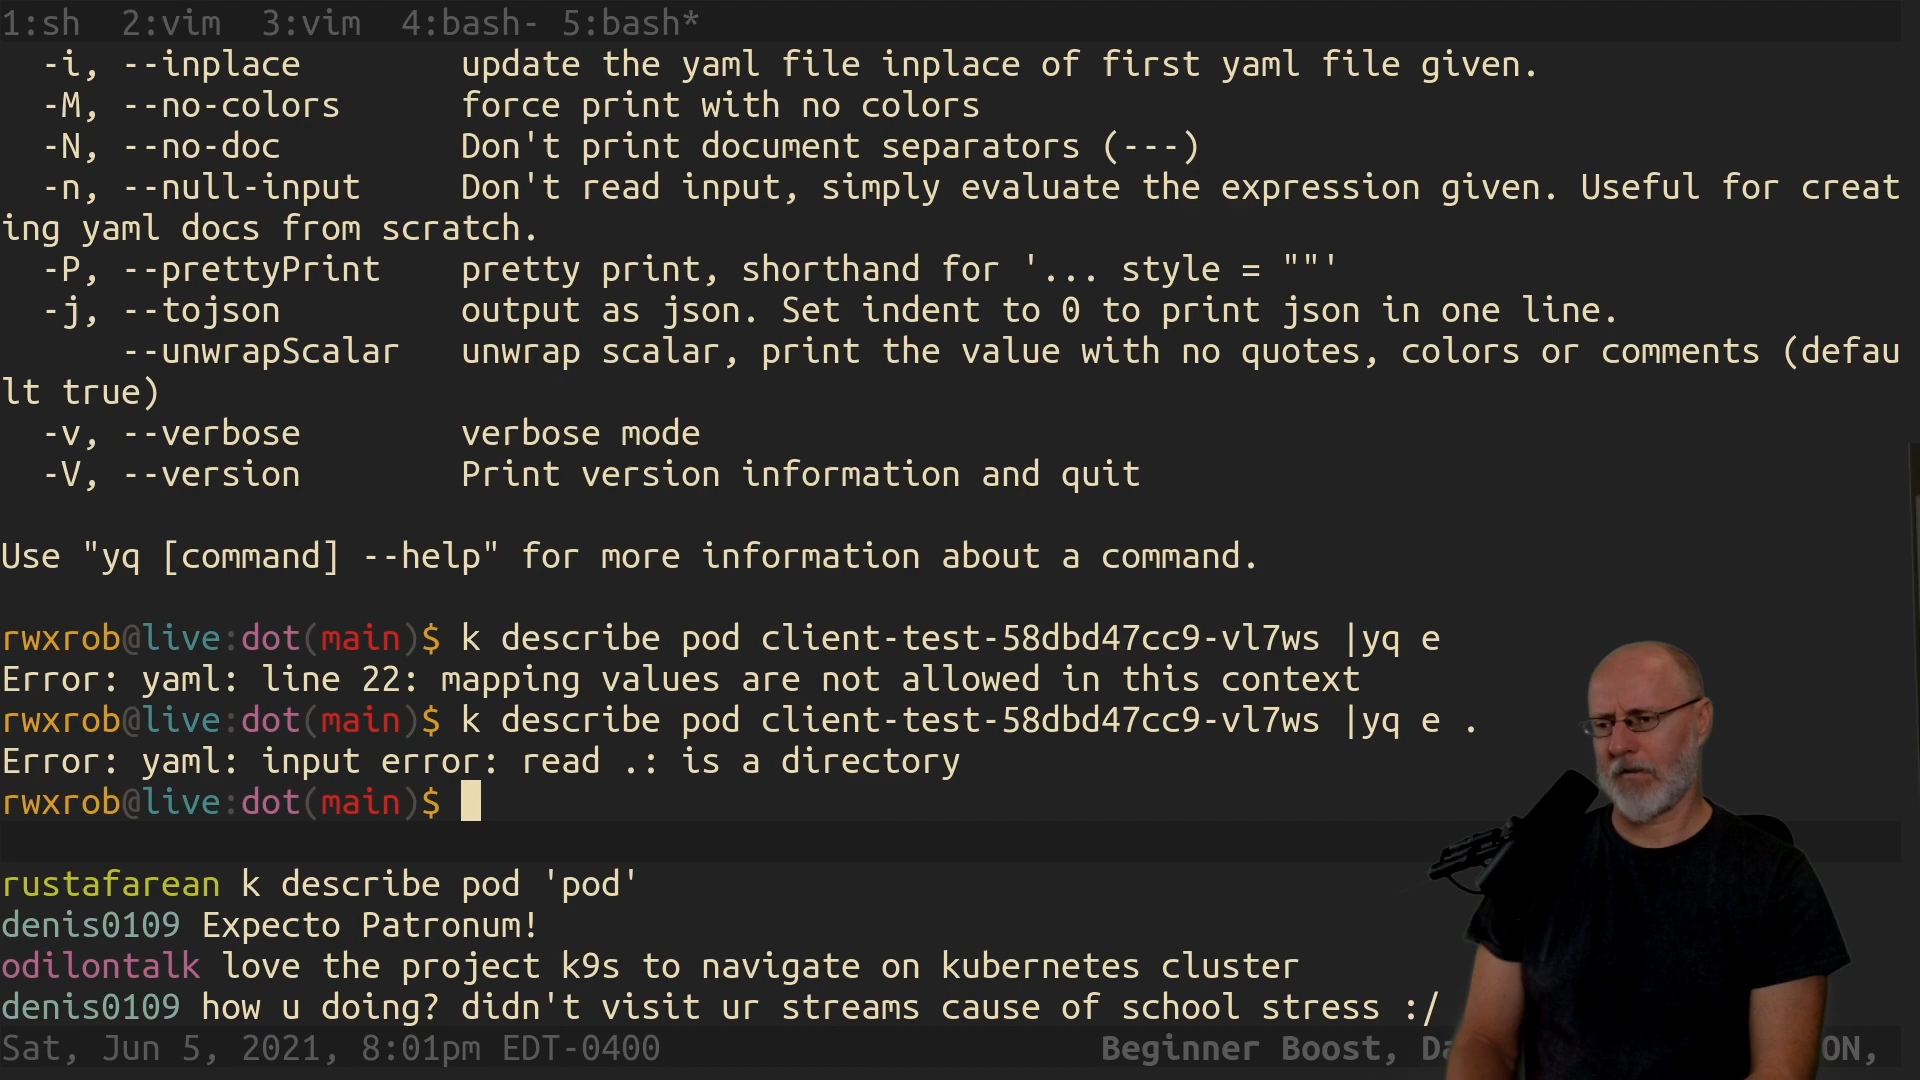 1:sh  2:vim  3:vim  4:bash- 5:bash*
  -i, --inplace        update the yaml file inplace of first yaml file given.
  -M, --no-colors      force print with no colors
  -N, --no-doc         Don't print document separators (---)
  -n, --null-input     Don't read input, simply evaluate the expression given. Useful for creat
ing yaml docs from scratch.
  -P, --prettyPrint    pretty print, shorthand for '... style = ""'
  -j, --tojson         output as json. Set indent to 0 to print json in one line.
      --unwrapScalar   unwrap scalar, print the value with no quotes, colors or comments (defau
lt true)
  -v, --verbose        verbose mode
  -V, --version        Print version information and quit
Use "yq [command] --help" for more information about a command.
rwxrob@live:dot(main)$ k describe pod client-test-58dbd47cc9-vl7ws |yq e
Error: yaml: line 22: mapping values are not allowed in this context
rwxrob@live:dot(main)$ k describe pod client-test-58dbd47cc9-vl7ws |yq e .
Error: yaml: input error: read .: is a directory
rwxrob@live:dot(main)$
rustafarean k describe pod 'pod'
denis0109 Expecto Patronum!
odilontalk love the project k9s to navigate on kubernetes cluster
denis0109 how u doing? didn't visit ur streams cause of school stress :/
Sat, Jun 5, 2021, 8:01pm EDT-0400 Beginner Boost,